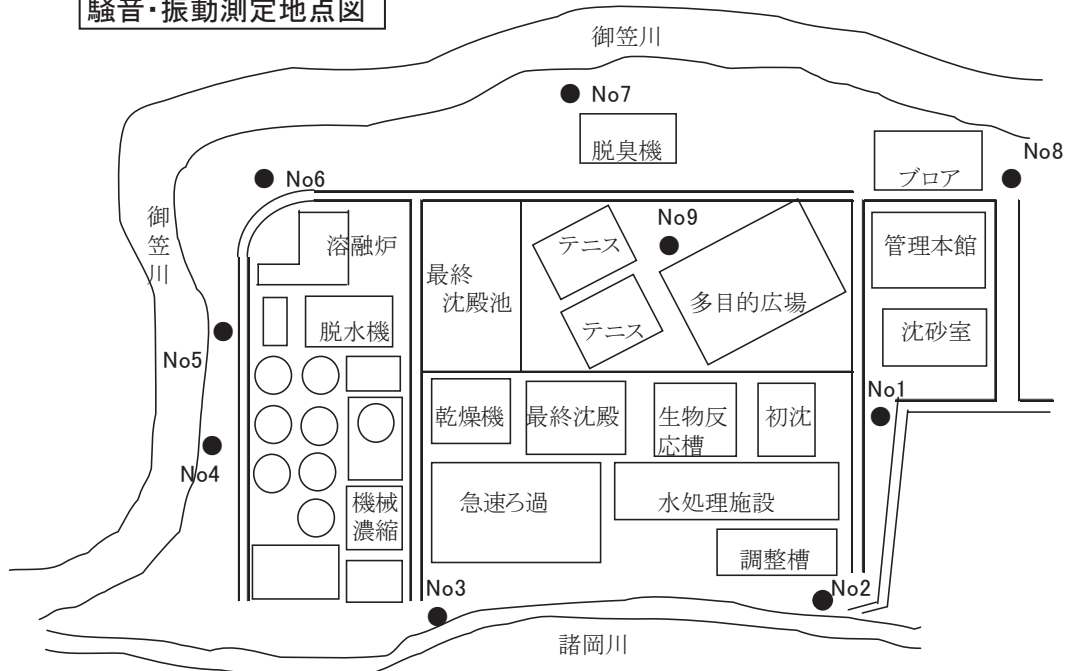 騒音・振動測定地点図
御笠川
No7
脱臭機
No8
ブロア
No6
御笠川
No9
溶融炉
テニス
管理本館
最終
沈殿池
多目的広場
脱水機
テニス
沈砂室
No5
No1
乾燥機
最終沈殿
生物反
応槽
初沈
No4
機械
濃縮
急速ろ過
水処理施設
調整槽
No3
No2
諸岡川